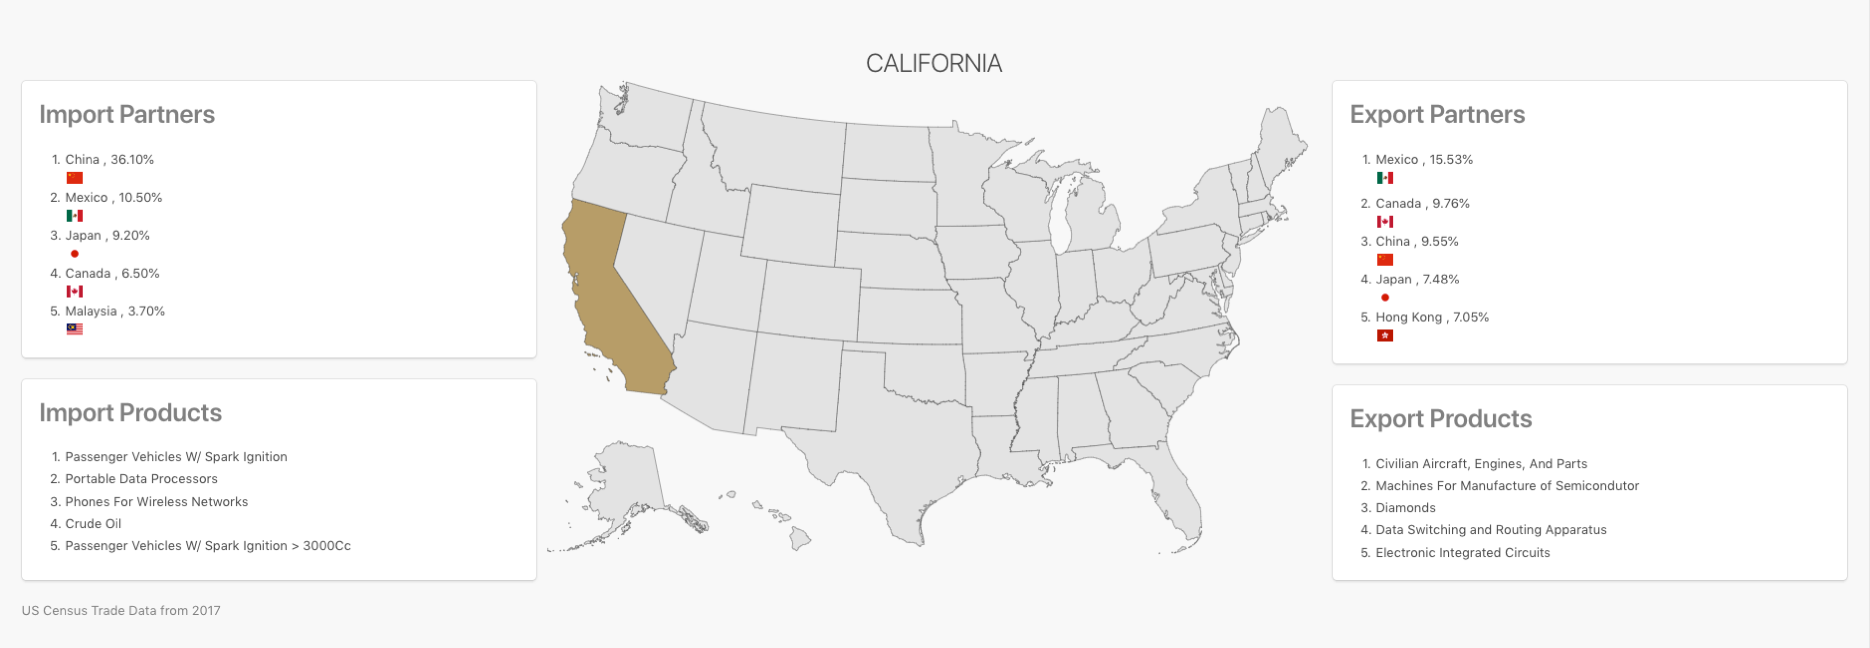 CALIFORNIA
Import Partners
1. China , 36.10%
2. Mexico , 10.50%
3. Japan , 9.20%
4. Canada , 6.50%
5. Malaysia , 3.70%
Import Products
1. Passenger Vehicles W/ Spark Ignition
2. Portable Data Processors
3. Phones For Wireless Networks
4. Crude Oil
5. Passenger Vehicles W/ Spark Ignition > 3000Cc
Export Partners
1. Mexico , 15.53%
2. Canada , 9.76%
3. China , 9.55%
4. Japan , 7.48%
5. Hong Kong , 7.05%
Export Products
1. Civilian Aircraft, Engines, And Parts
2. Machines For Manufacture of Semicondutor
3. Diamonds
4. Data Switching and Routing Apparatus
5. Electronic Integrated Circuits
US Census Trade Data from 2017